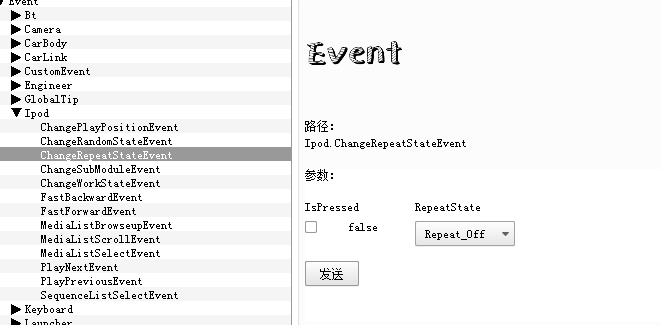 Event
Bt
Camera
CarBody
CarLink
CustomEvent
Engineer
GlobalTip
Ipod
ChangePlayPositionEvent
ChangeRandomStateEvent
ChangeRepeatStateEvent
ChangeSubModuleEvent
ChangeWorkStateEvent
FastBackwardEvent
FastForwardEvent
MediaListBrowseupEvent
MediaListScrollEvent
MediaListSelectEvent
PlayNextEvent
PlayPreviousEvent
SequenceListSelectEvent
Keyboard
Launcher
Event
路径:
Ipod.ChangeRepeatStateEvent
参数:
IsPressed RepeatState
false Repeat_Off
发送